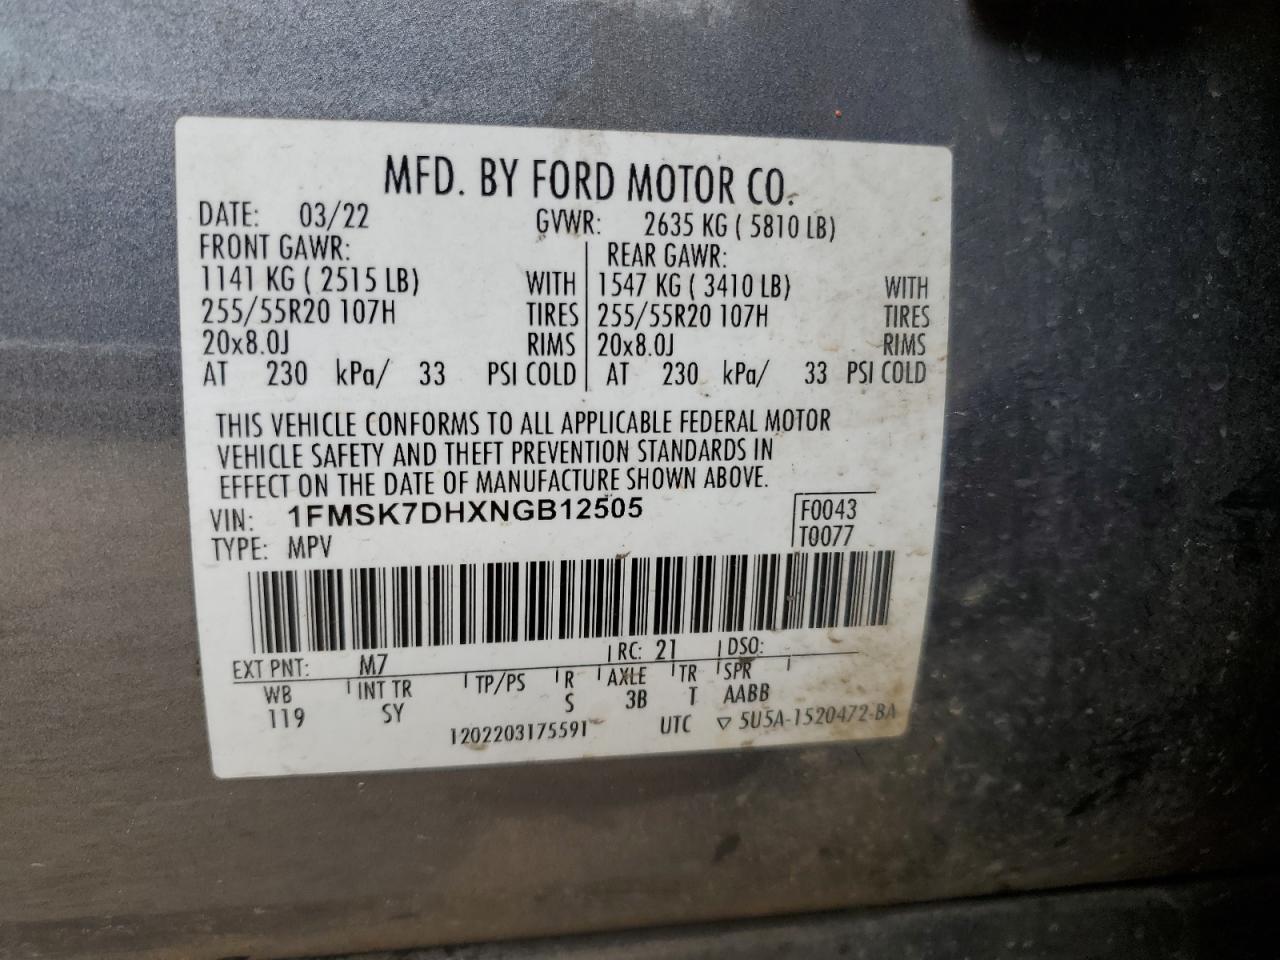 MFD. BY FORD MOTOR CO.
DATE: 03/22 GVWR: 2635 KG ( 5810 LB)
FRONT GAWR: REAR GAWR:
1141 KG ( 2515 LB) WITH 1547 KG ( 3410 LB) WITH
255/55R20 107H TIRES 255/55R20 107H TIRES
20x8.0J RIMS 20x8.0J RIMS
AT 230 kPa/ 33 PSI COLD AT 230 kPa/ 33 PSI COLD
THIS VEHICLE CONFORMS TO ALL APPLICABLE FEDERAL MOTOR
VEHICLE SAFETY AND THEFT PREVENTION STANDARDS IN
EFFECT ON THE DATE OF MANUFACTURE SHOWN ABOVE.
VIN: 1FMSK7DHXNGB12505 F0043
TYPE: MPV T0077
EXT PNT: M7 RC: 21 DSO:
WB INT TR TP/PS R AXLE TR SPR
119 SY S 3B T AABB
1202203175591 UTC ▽ 5U5A-1520472-BA